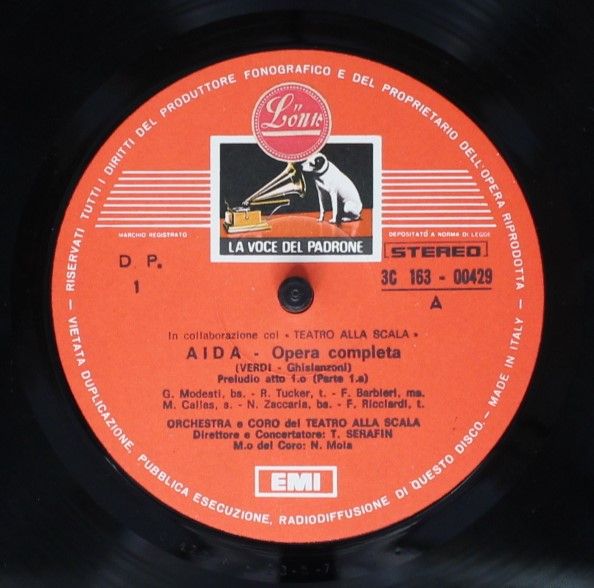 RISERVATI TUTTI I DIRITTI DEL PRODUTTORE FONOGRAFICO E DEL PROPRIETARIO DELL'OPERA RIPRODOTTA
MARCHIO REGISTRATO
LA VOCE DEL PADRONE
DEPOSITATO A NORMA DI LEGGE
D P.
1
STEREO
3C 163 - 00429
A
In collaborazione col « TEATRO ALLA SCALA »
AIDA - Opera completa
(VERDI - Ghislanzoni)
Preludio atto 1.o (Parte 1.a)
G. Modesti, bs. - R. Tucker, t. - F. Barbieri, ms.
M. Callas, s. - N. Zaccaria, bs. - F. Ricciardi, t.
ORCHESTRA e CORO del TEATRO ALLA SCALA
Direttore e Concertatore: T. SERAFIN
M.o del Coro: N. Mola
EMI
VIETATA DUPLICAZIONE, PUBBLICA ESECUZIONE, RADIODIFFUSIONE DI QUESTO DISCO. - MADE IN ITALY -